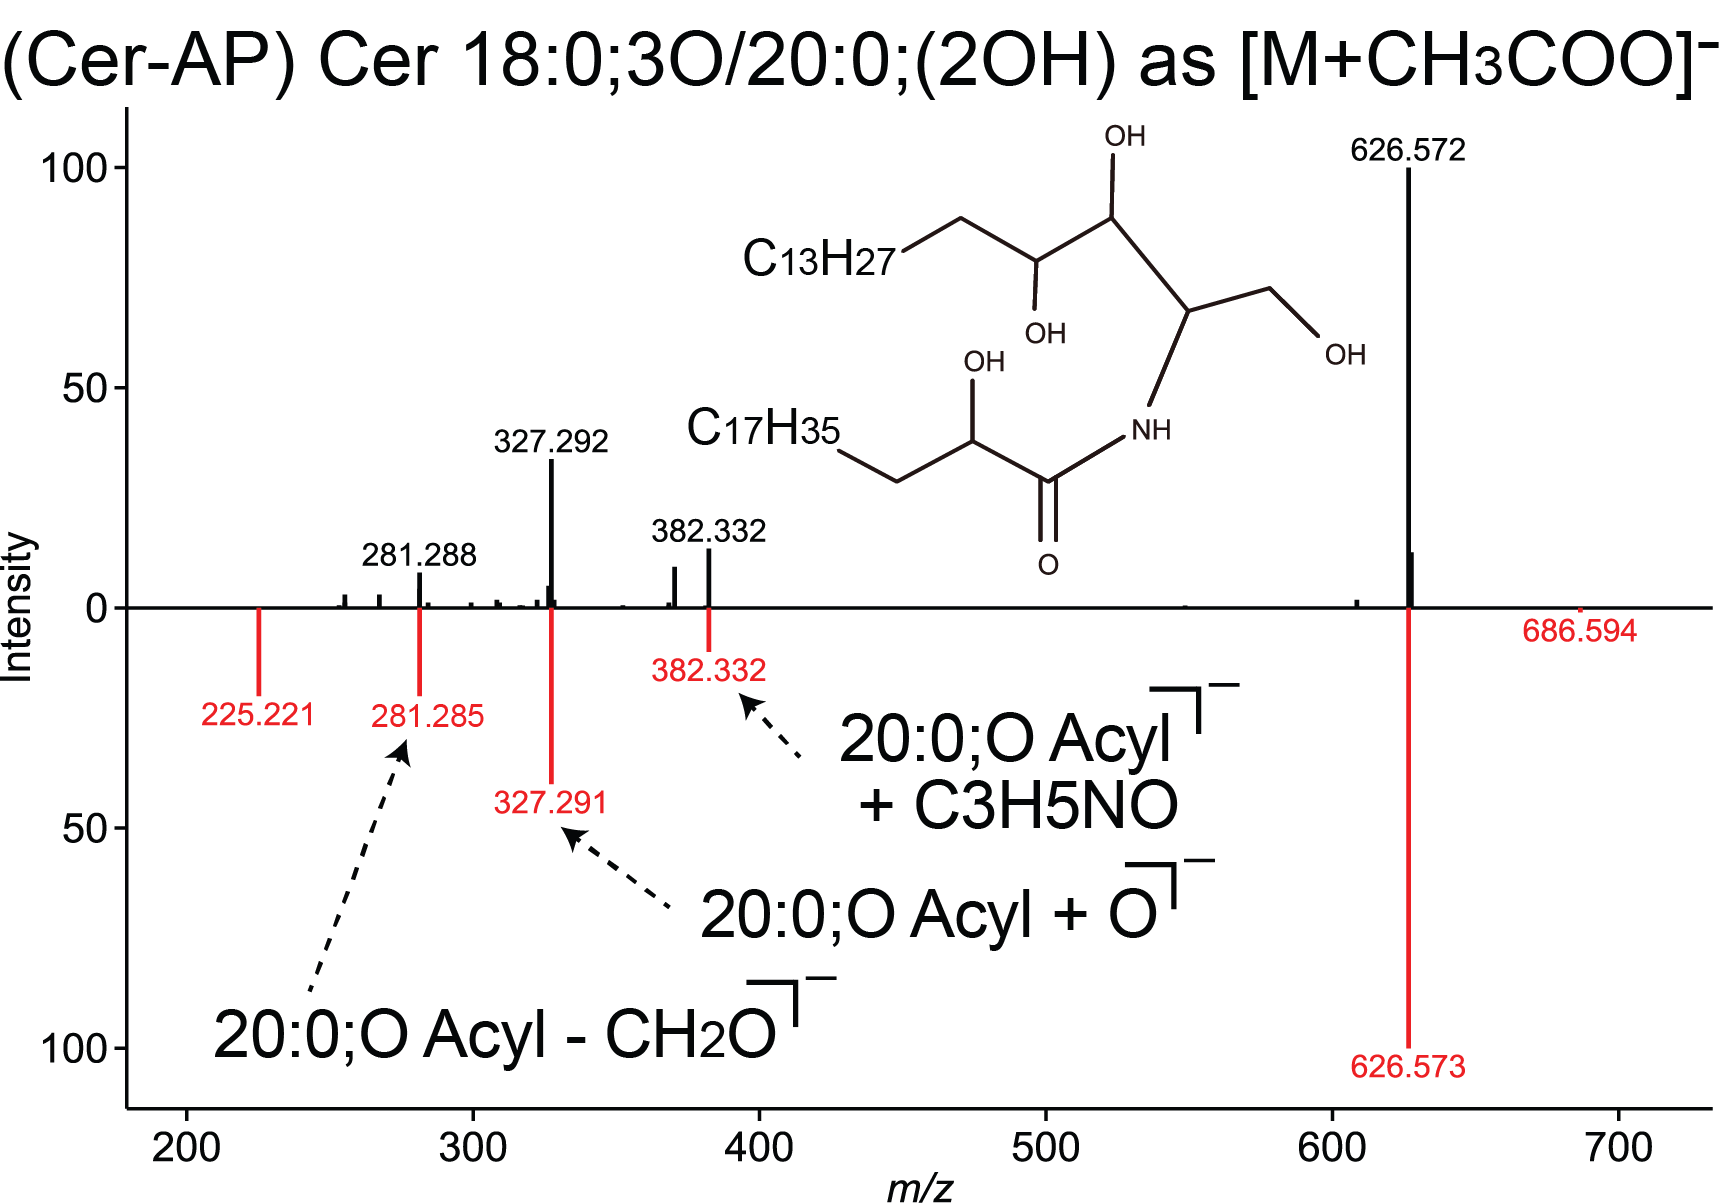 (Cer-AP) Cer 18:0;3O/20:0;(2OH) as [M+CH3COO]-
100
50
0
50
100
Intensity
626.572
327.292
382.332
281.288
OH
C13H27
OH
OH
OH
C17H35
NH
O
686.594
382.332
225.221
281.285
327.291
626.573
20:0;O Acyl
+ C3H5NO
20:0;O Acyl + O
20:0;O Acyl - CH2O
200
300
400
500
600
700
m/z